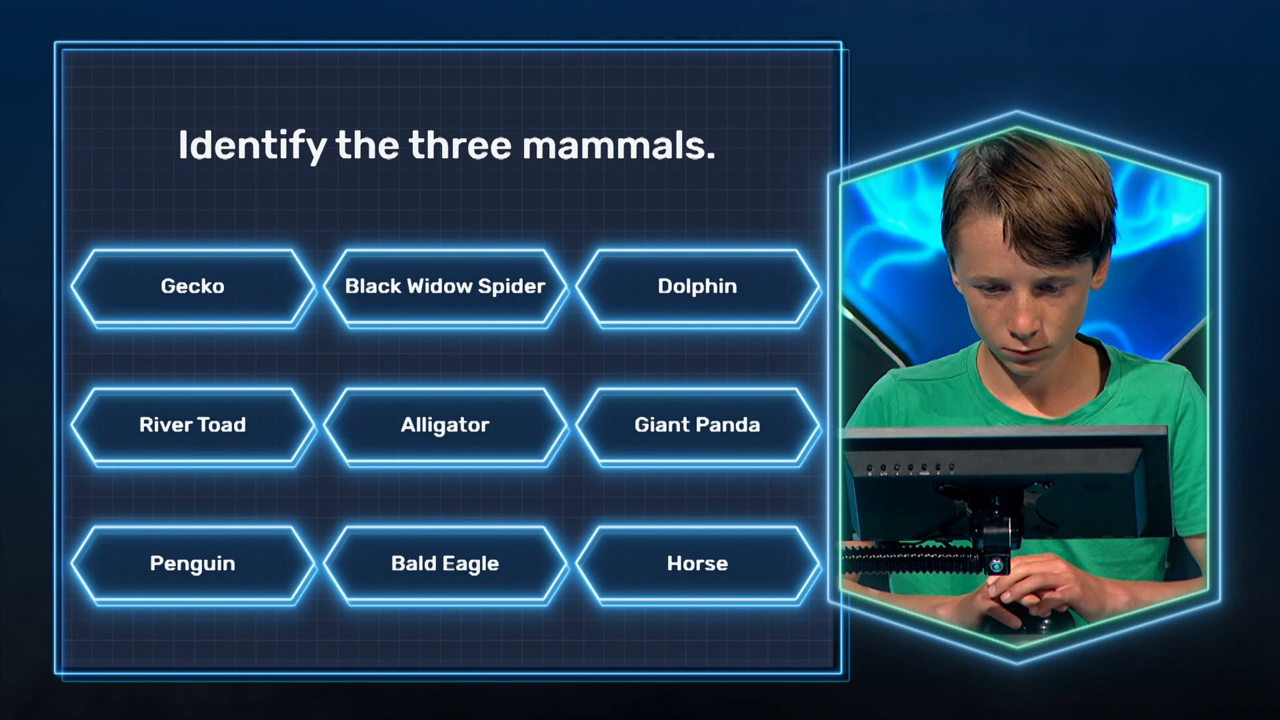 Identify the three mammals.
Gecko
Black Widow Spider
Dolphin
River Toad
Alligator
Giant Panda
Penguin
Bald Eagle
Horse